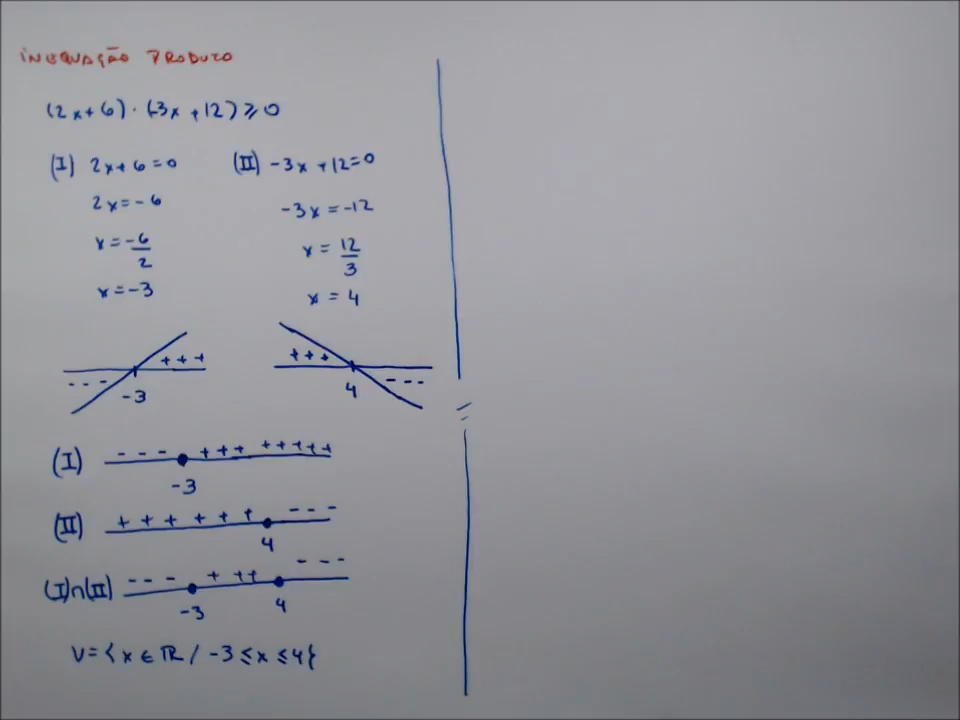 INEQUAÇÃO PRODUTO
(2x+6)·(-3x+12)≥0
(I) 2x+6=0 (II) -3x+12=0
2x=-6 -3x=-12
x=-6/2 x=12/3
x=-3 x=4
--- +++ +++ ---
-3 4
(I) --- +++ +++++
-3
(II) ++++++ ---
4
(I)∩(II) --- +++ ---
-3 4
V={x∈ℝ/-3≤x≤4}